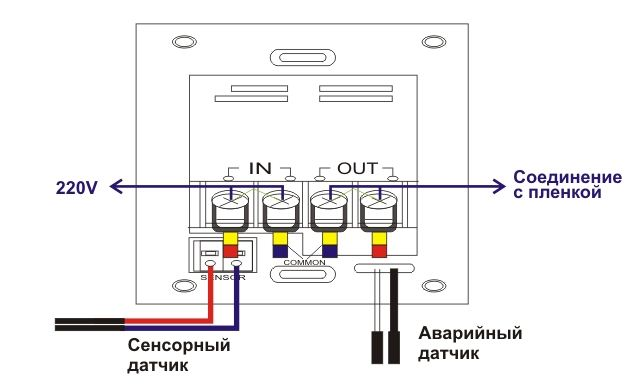 IN OUT
220V
Соединение
с пленкой
COMMON
SENSOR
Сенсорный
датчик
Аварийный
датчик